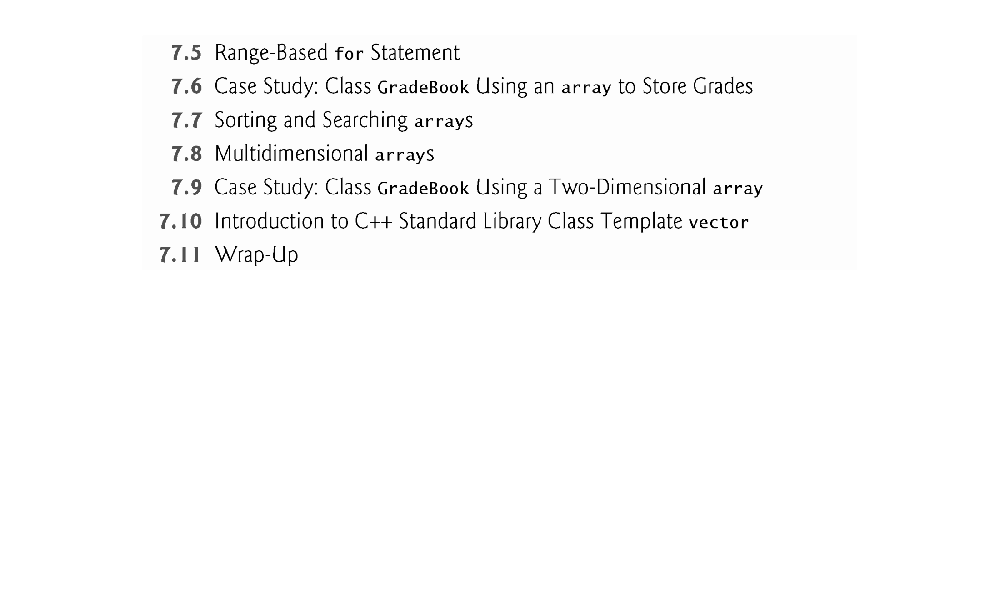 7.5 Range-Based for Statement
7.6 Case Study: Class GradeBook Using an array to Store Grades
7.7 Sorting and Searching arrays
7.8 Multidimensional arrays
7.9 Case Study: Class GradeBook Using a Two-Dimensional array
7.10 Introduction to C++ Standard Library Class Template vector
7.11 Wrap-Up